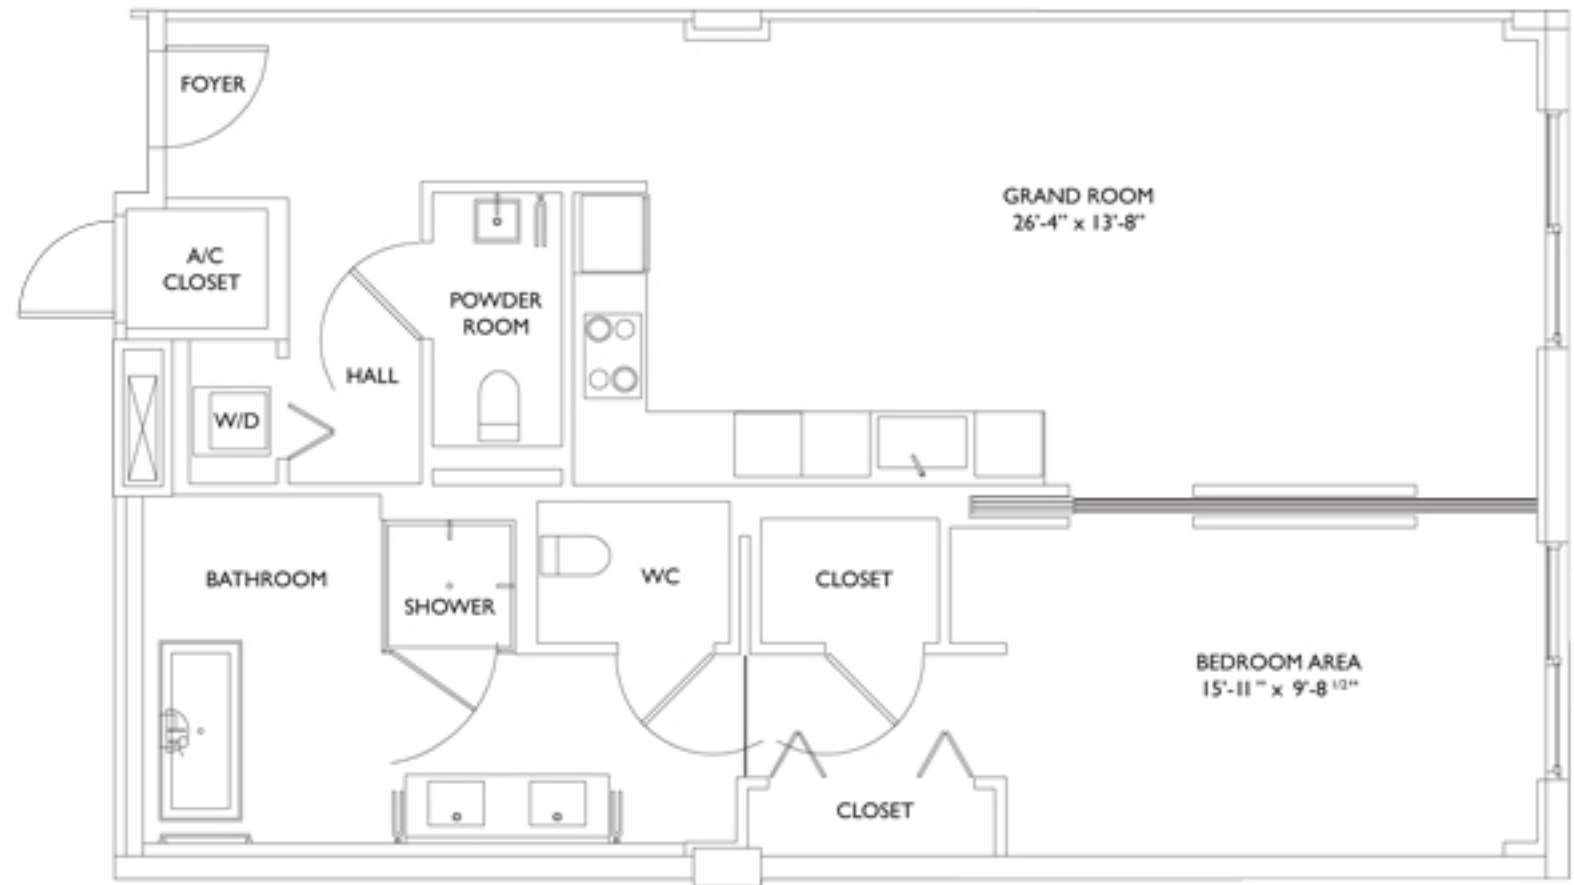 FOYER
GRAND ROOM
26'-4" x 13'-8"
A/C
CLOSET
POWDER
ROOM
HALL
W/D
BATHROOM
SHOWER
WC
CLOSET
BEDROOM AREA
15'-11" x 9'-8 1/2"
CLOSET